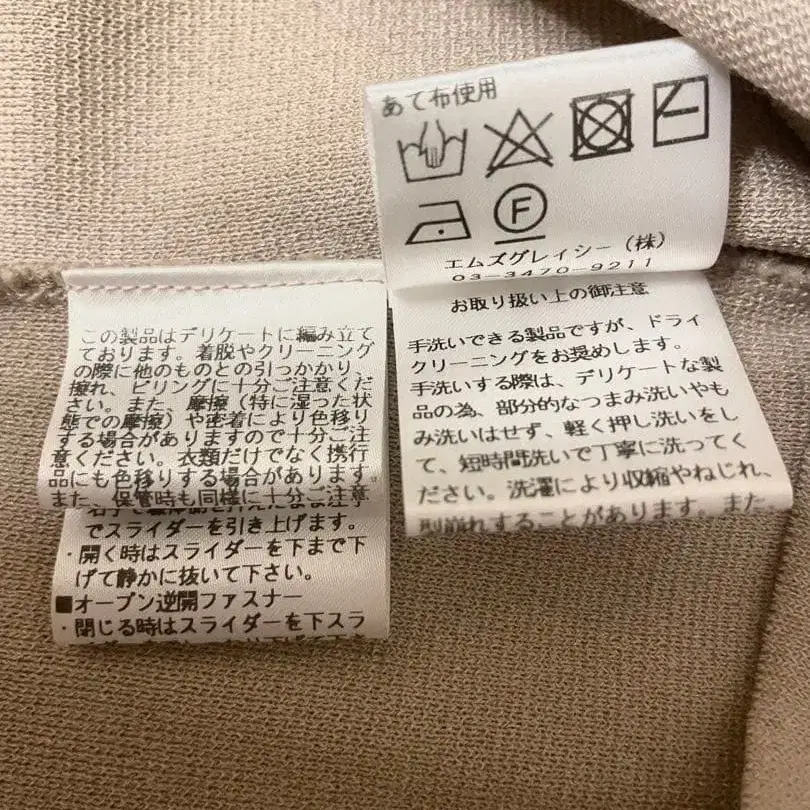 あて布使用
F
エムズグレイシー（株）
03-3470-9211
お取り扱い上の御注意
手洗いできる製品ですが、ドライ
クリーニングをお奨めします。
手洗いする際は、デリケートな製
品の為、部分的なつまみ洗いやも
み洗いはせず、軽く押し洗いをし
て、短時間洗いで丁寧に洗ってく
ださい。洗濯により収縮やねじれ、
型崩れすることがあります。また、
この製品はデリケートに編み立て
ております。着脱やクリーニング
の際に他のものとの引っかかり、
擦れ、ピリングに十分ご注意くだ
さい。また 摩擦（特に湿った状
態での摩擦）や密着により色移り
する場合がありますので十分ご注
意ください。衣類だけでなく携行
品にも色移りする場合があります。
また、保管時も同様に十分ご注意
でスライダーを引き上げます。
・開く時はスライダーを下まで下
げて静かに抜いて下さい。
■オープン逆開ファスナー
・閉じる時はスライダーを下スラ